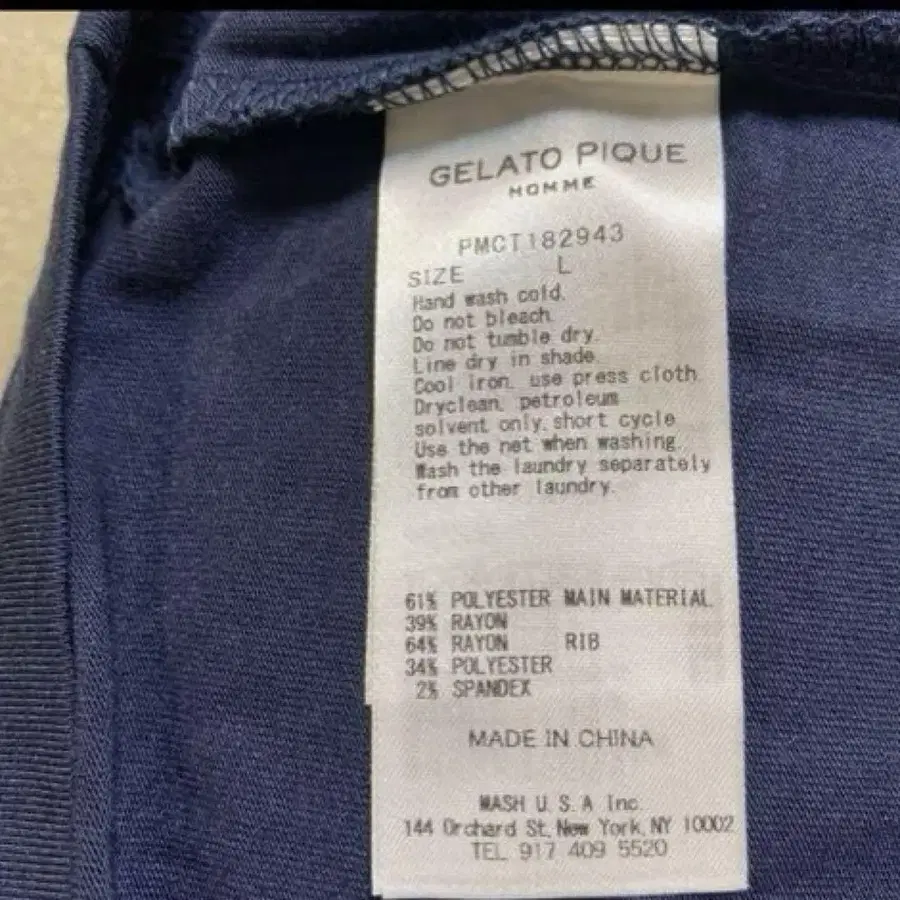 GELATO PIQUE
HOMME
PMCT182943
SIZE L
Hand wash cold.
Do not bleach.
Do not tumble dry.
Line dry in shade.
Cool iron. use press cloth.
Dryclean, petroleum
solvent only, short cycle
Use the net when washing.
Wash the laundry separately
from other laundry.
61% POLYESTER MAIN MATERIAL
39% RAYON
64% RAYON RIB
34% POLYESTER
2% SPANDEX
MADE IN CHINA
MASH U.S.A Inc.
144 Orchard St, New York, NY 10002
TEL 917 409 5520